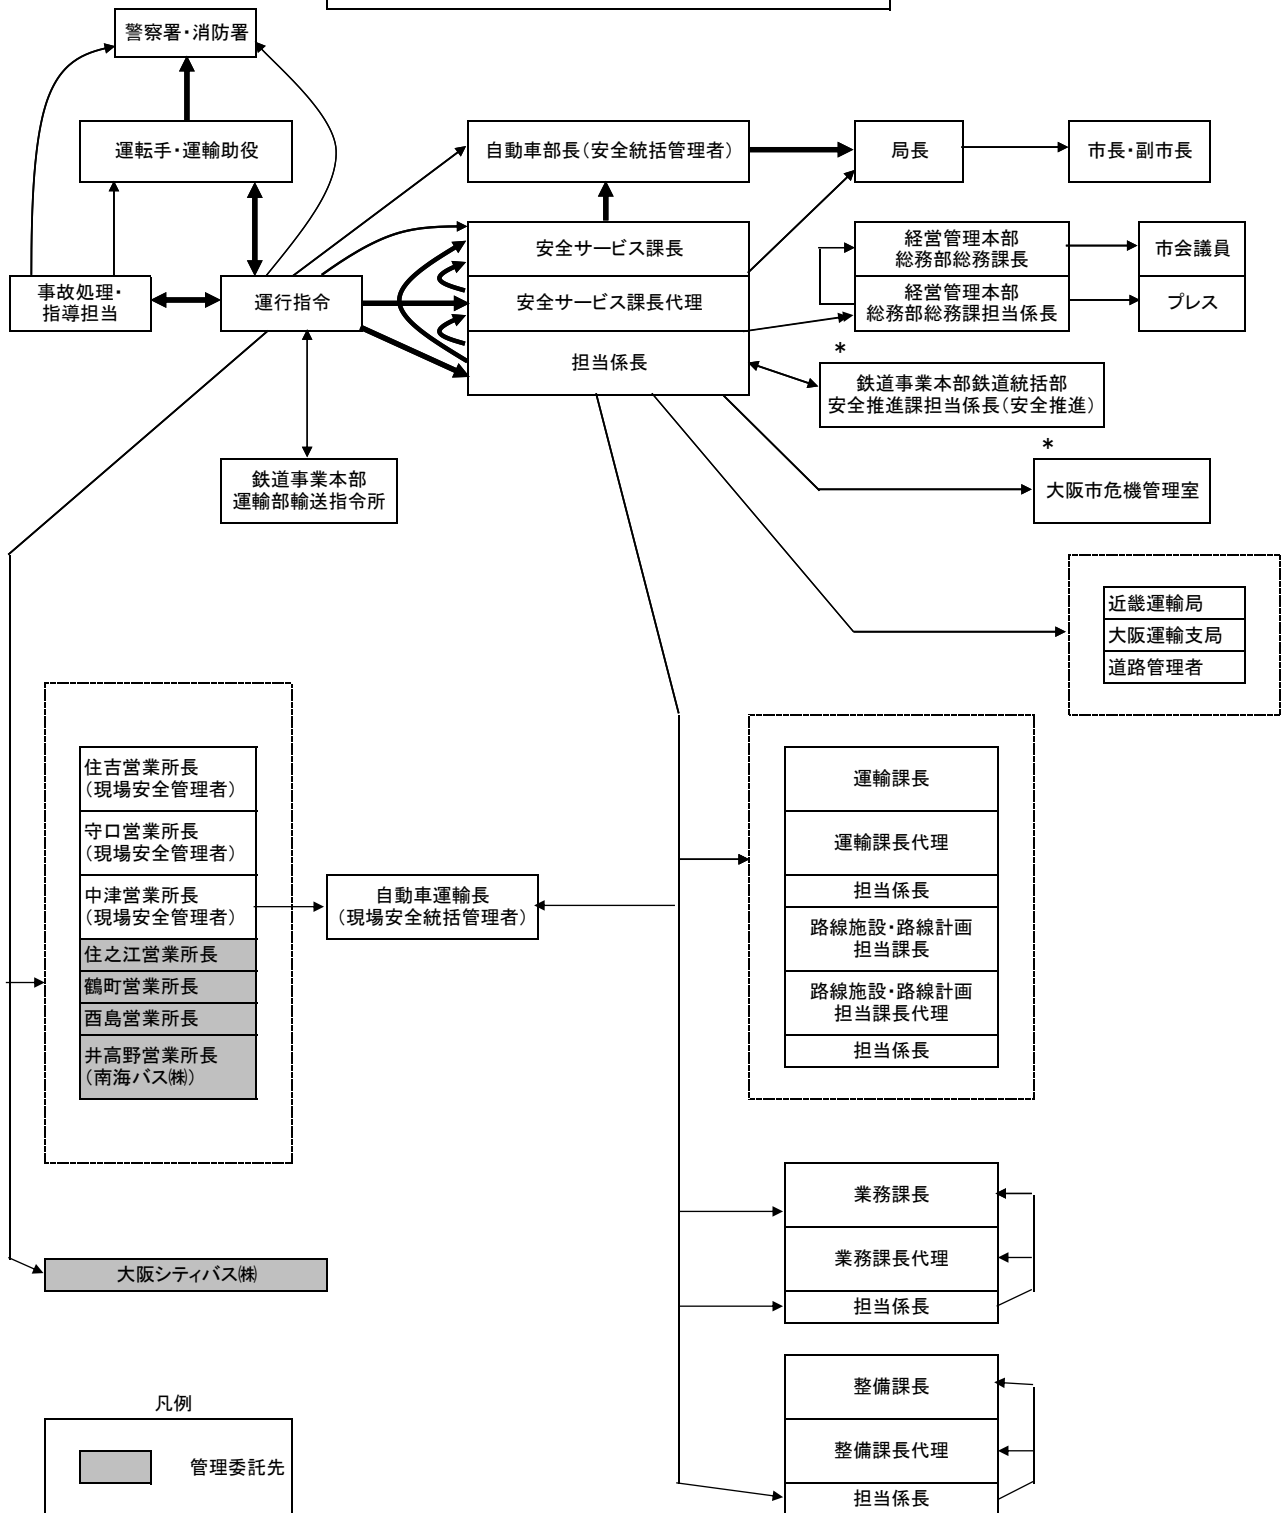 警察署・消防署
運転手・運輸助役
自動車部長(安全統括管理者)
局長
市長・副市長
安全サービス課長
経営管理本部
総務部総務課長
市会議員
事故処理・
指導担当
運行指令
安全サービス課長代理
経営管理本部
総務部総務課担当係長
プレス
担当係長
*
鉄道事業本部鉄道統括部
安全推進課担当係長(安全推進)
*
鉄道事業本部
運輸部輸送指令所
大阪市危機管理室
近畿運輸局
大阪運輸支局
道路管理者
住吉営業所長
(現場安全管理者)
守口営業所長
(現場安全管理者)
中津営業所長
(現場安全管理者)
住之江営業所長
鶴町営業所長
酉島営業所長
井高野営業所長
(南海バス㈱)
自動車運輸長
(現場安全統括管理者)
運輸課長
運輸課長代理
担当係長
路線施設・路線計画
担当課長
路線施設・路線計画
担当課長代理
担当係長
業務課長
業務課長代理
担当係長
大阪シティバス㈱
整備課長
整備課長代理
担当係長
凡例
管理委託先